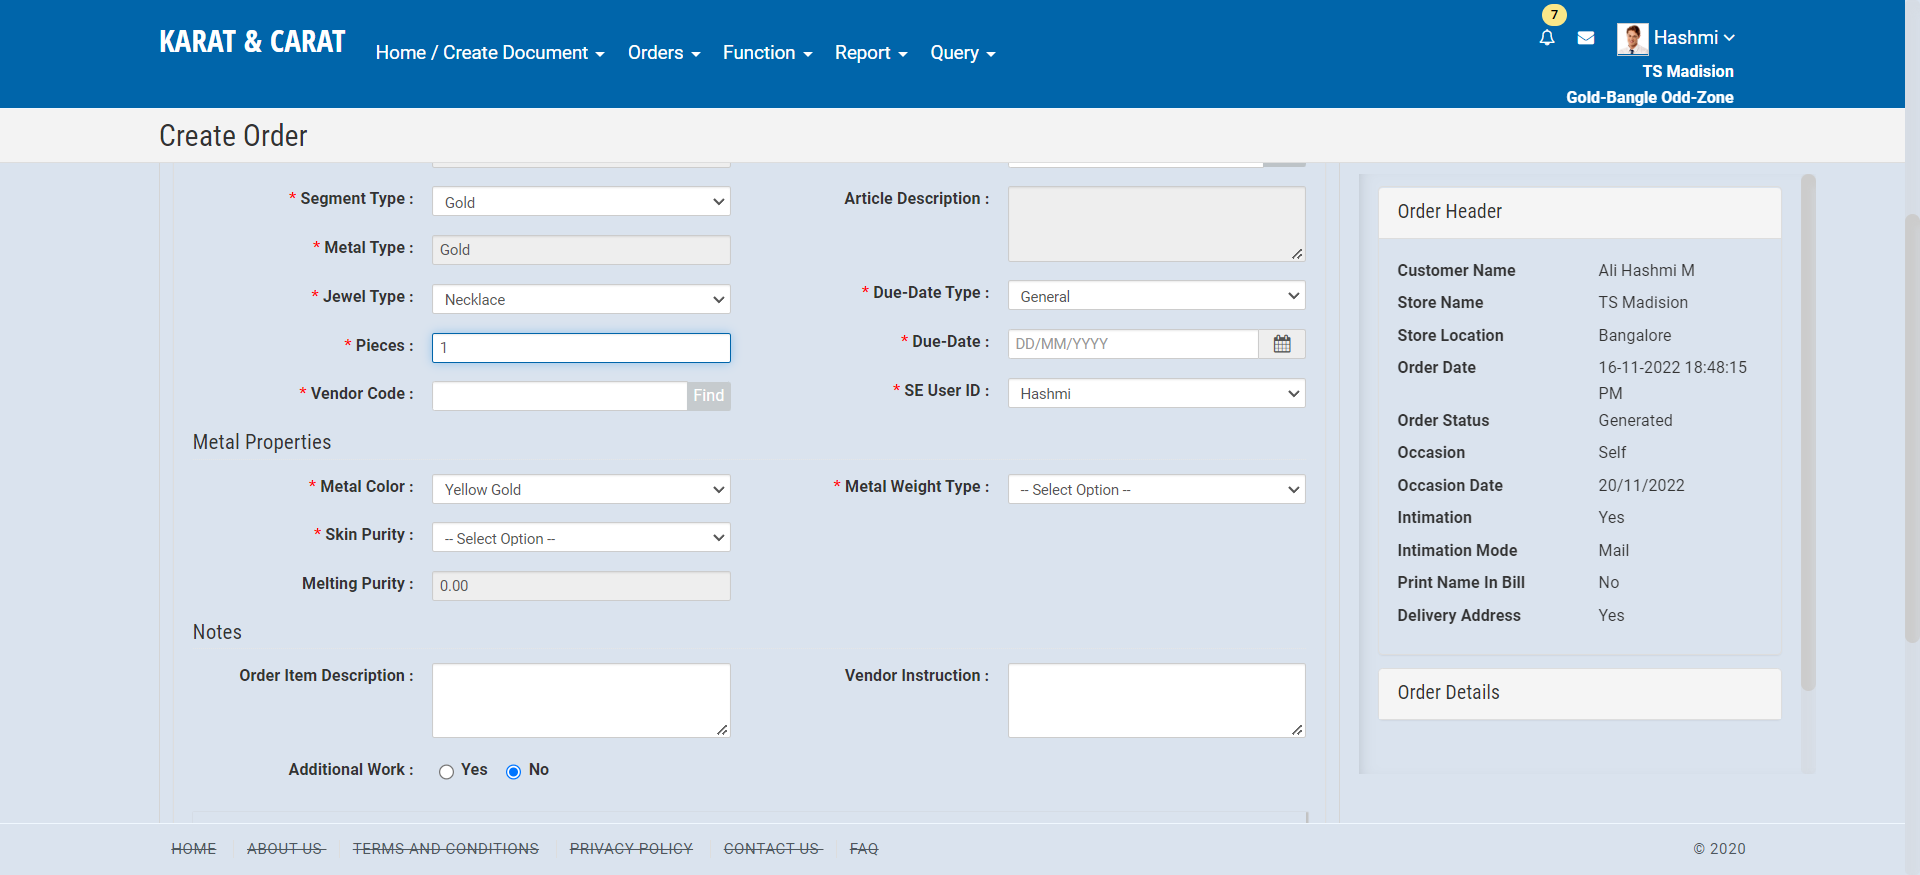 KARAT & CARAT
Home / Create Document
Orders
Function
Report
Query
7
Hashmi
TS Madision
Gold-Bangle Odd-Zone
Create Order
* Segment Type :
Gold
Article Description :
* Metal Type :
Gold
* Jewel Type :
Necklace
* Due-Date Type :
General
* Pieces :
1
* Due-Date :
DD/MM/YYYY
* Vendor Code :
Find
* SE User ID :
Hashmi
Metal Properties
* Metal Color :
Yellow Gold
* Metal Weight Type :
-- Select Option --
* Skin Purity :
-- Select Option --
Melting Purity :
0.00
Notes
Order Item Description :
Vendor Instruction :
Additional Work :
Yes
No
Order Header
Customer Name Ali Hashmi M
Store Name TS Madision
Store Location Bangalore
Order Date 16-11-2022 18:48:15
PM
Order Status Generated
Occasion Self
Occasion Date 20/11/2022
Intimation Yes
Intimation Mode Mail
Print Name In Bill No
Delivery Address Yes
Order Details
HOME
ABOUT US
TERMS AND CONDITIONS
PRIVACY POLICY
CONTACT US
FAQ
© 2020